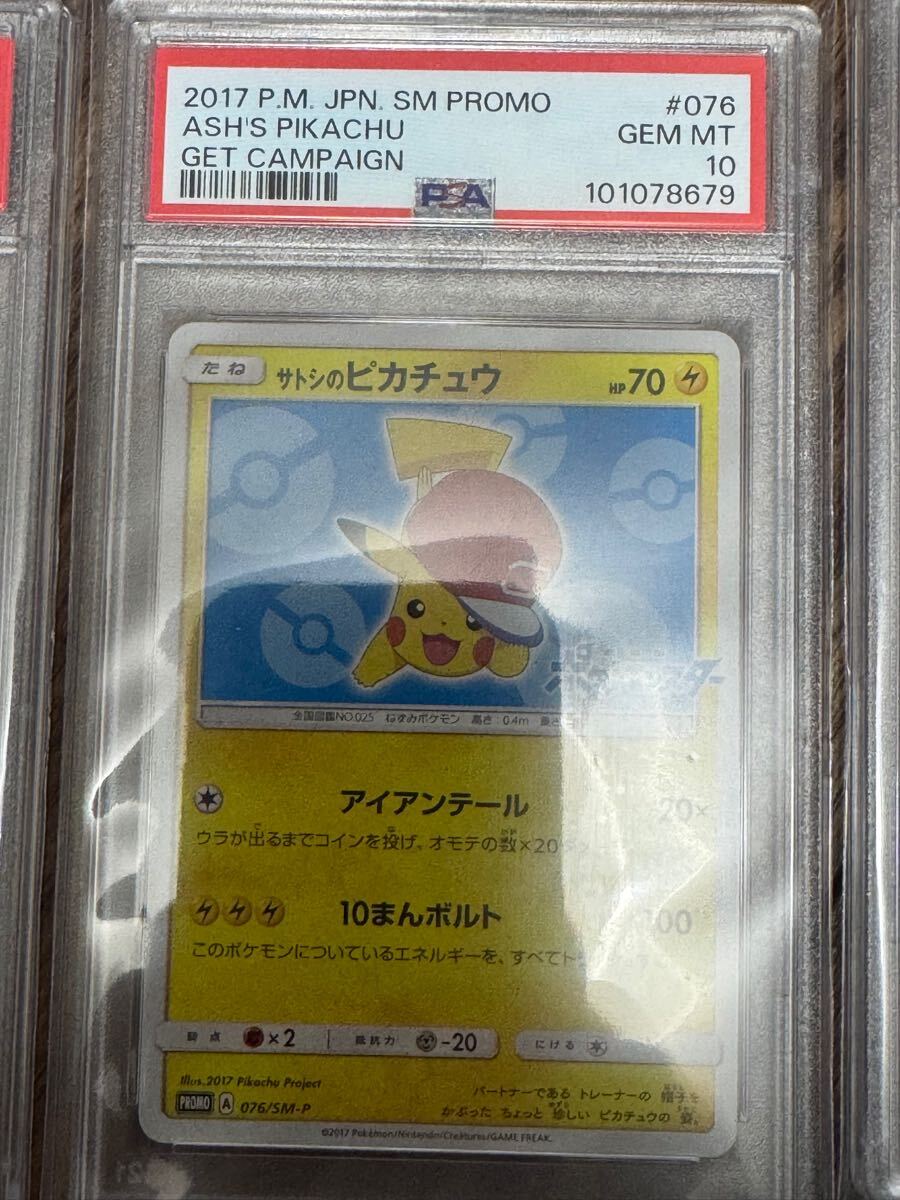 2017 P.M. JPN. SM PROMO #076
ASH'S PIKACHU GEM MT
GET CAMPAIGN 10
PSA 101078679
たね サトシのピカチュウ HP70
全国図鑑NO.025 ねずみポケモン 高さ:0.4m
アイアンテール 20×
ウラが出るまでコインを投げ、オモテの数×20
10まんボルト
このポケモンについているエネルギーを、すべてト
弱点 ×2 抵抗力 -20 にげる
Illus.2017 Pikachu Project
PROMO A 076/SM-P
パートナーである トレーナーの 帽子を
かぶった ちょっと 珍しい ピカチュウの 姿。
©2017 Pokémon/Nintendo/Creatures/GAME FREAK.